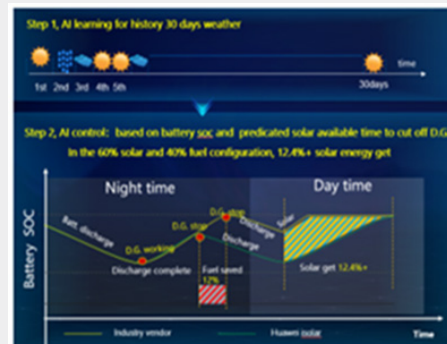 Step 1, AI learning for history 30 days weather
time
1st 2nd 3rd 4th 5th 30days
Step 2, AI control: based on battery soc and predicated solar available time to cut off D.G
In the 60% solar and 40% fuel configuration, 12.4%+ solar energy get
Night time Day time
Battery SOC
Batt. discharge
D.G. working
Discharge complete
D.G. stop
D.G. stop
Discharge
Discharge
Solar
Fuel saved
12%
Solar get 12.4%+
Industry vendor
Time